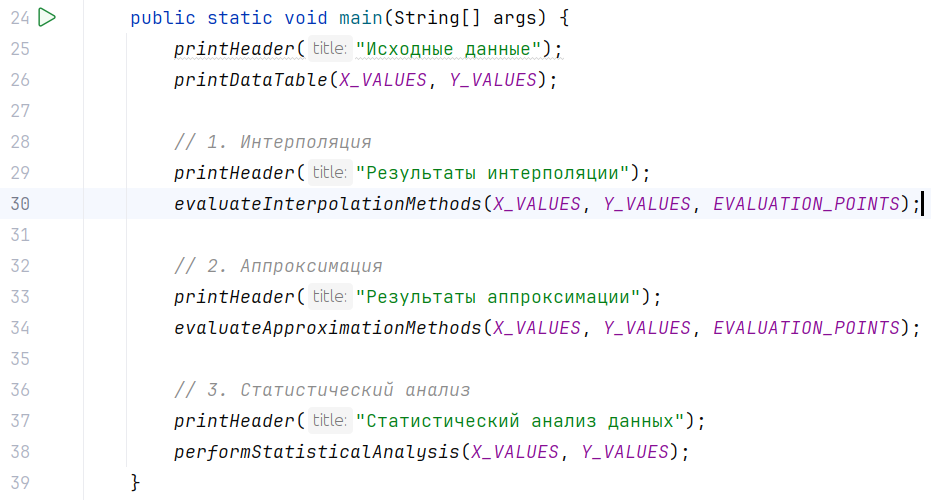 24 public static void main(String[] args) {
25 printHeader( title: "Исходные данные");
26 printDataTable(X_VALUES, Y_VALUES);
27
28 // 1. Интерполяция
29 printHeader( title: "Результаты интерполяции");
30 evaluateInterpolationMethods(X_VALUES, Y_VALUES, EVALUATION_POINTS);
31
32 // 2. Аппроксимация
33 printHeader( title: "Результаты аппроксимации");
34 evaluateApproximationMethods(X_VALUES, Y_VALUES, EVALUATION_POINTS);
35
36 // 3. Статистический анализ
37 printHeader( title: "Статистический анализ данных");
38 performStatisticalAnalysis(X_VALUES, Y_VALUES);
39 }